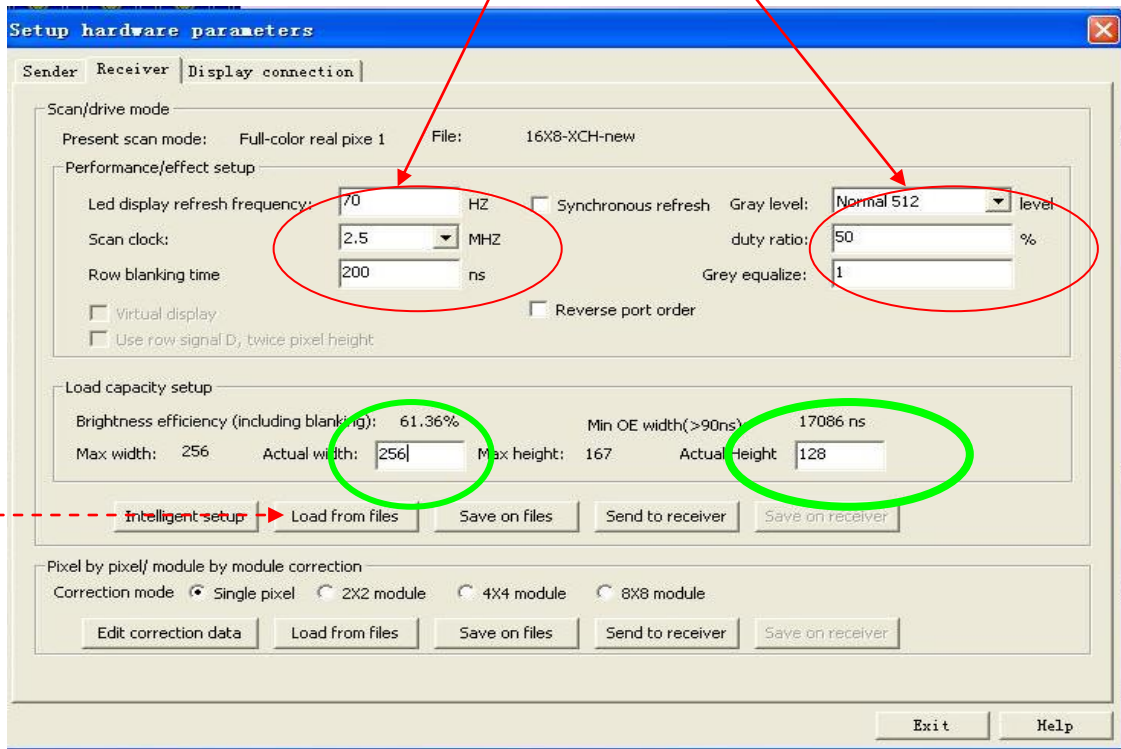 Setup hardware parameters
Sender Receiver Display connection
Scan/drive mode
Present scan mode: Full-color real pixe 1 File: 16X8-XCH-new
Performance/effect setup
Led display refresh frequency: 70 HZ Synchronous refresh Gray level: Normal 512 level
Scan clock: 2.5 MHZ duty ratio: 50 %
Row blanking time 200 ns Grey equalize: 1
Virtual display Reverse port order
Use row signal D, twice pixel height
Load capacity setup
Brightness efficiency (including blanking): 61.36% Min OE width(>90ns) 17086 ns
Max width: 256 Actual width: 256 Max height: 167 Actual Height 128
Intelligent setup Load from files Save on files Send to receiver Save on receiver
Pixel by pixel/ module by module correction
Correction mode Single pixel 2X2 module 4X4 module 8X8 module
Edit correction data Load from files Save on files Send to receiver Save on receiver
Exit Help